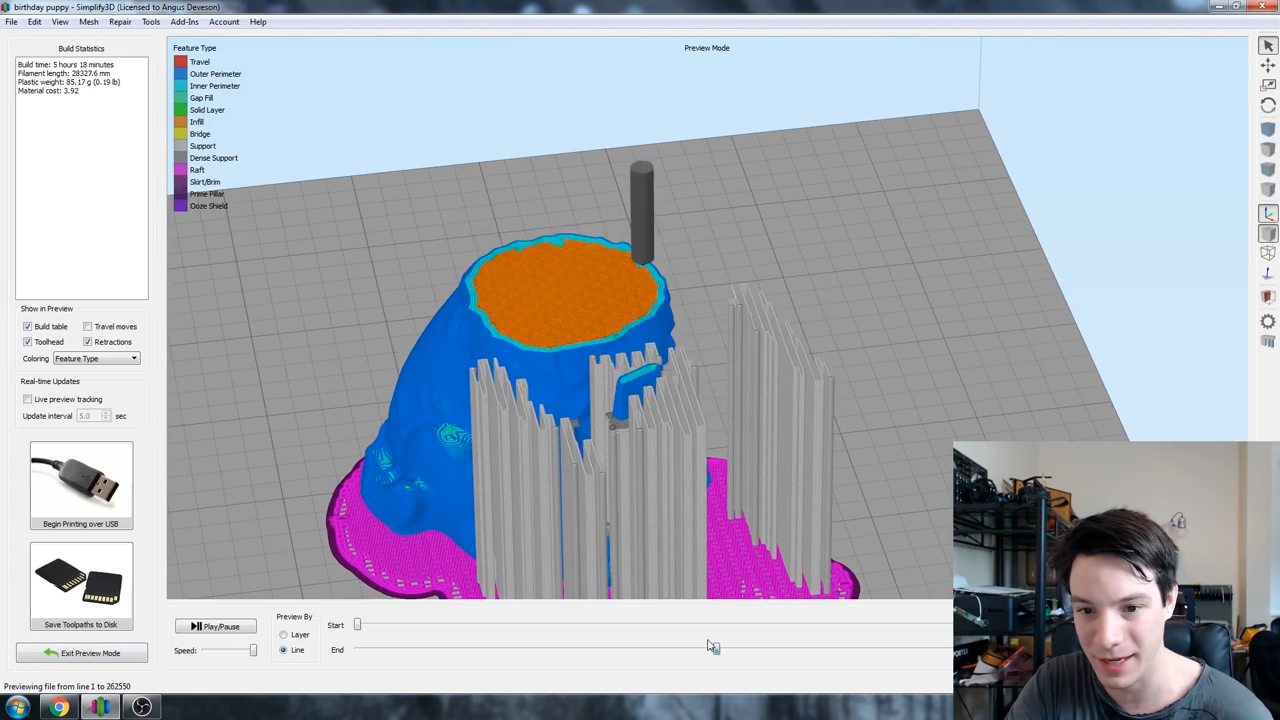 birthday puppy - Simplify3D (Licensed to Angus Deveson)
File Edit View Mesh Repair Tools Add-Ins Account Help
Build Statistics
Build time: 5 hours 18 minutes
Filament length: 28327.6 mm
Plastic weight: 85.17 g (0.19 lb)
Material cost: 3.92
Feature Type
Travel
Outer Perimeter
Inner Perimeter
Gap Fill
Solid Layer
Infill
Bridge
Support
Dense Support
Raft
Skirt/Brim
Prime Pillar
Ooze Shield
Preview Mode
Show in Preview
Build table Travel moves
Toolhead Retractions
Coloring Feature Type
Real-time Updates
Live preview tracking
Update interval 5.0 sec
Begin Printing over USB
Save Toolpaths to Disk
Exit Preview Mode
Play/Pause
Speed:
Preview By
Layer
Line
Start
End
Previewing file from line 1 to 262550